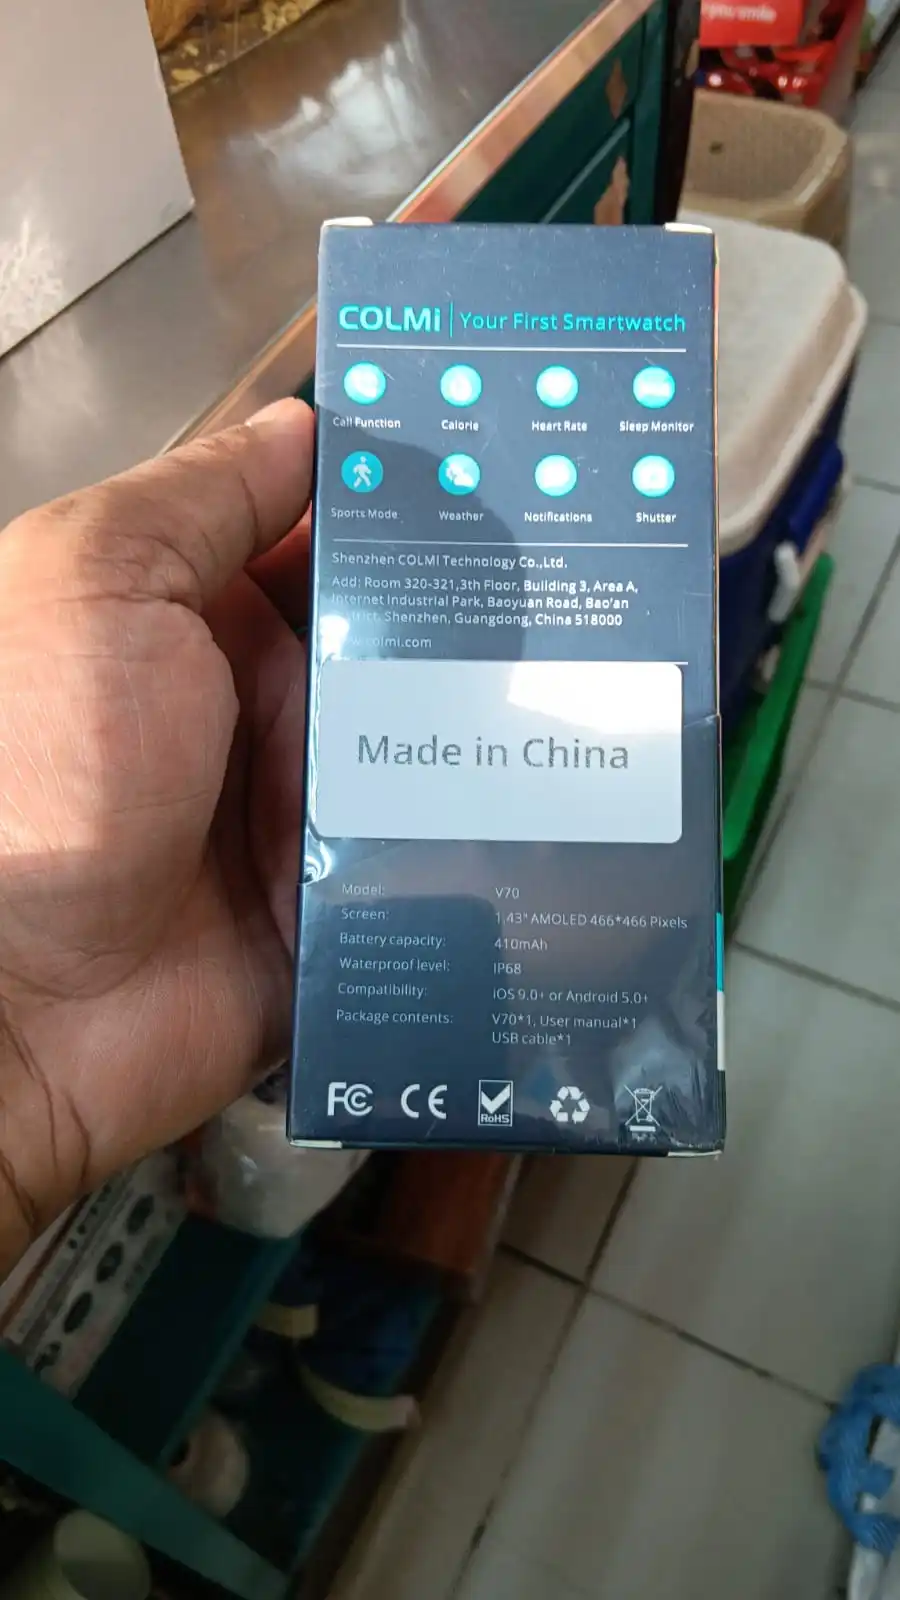 you smile
COLMi | Your First Smartwatch
Call Function Calorie Heart Rate Sleep Monitor
Sports Mode Weather Notifications Shutter
Shenzhen COLMI Technology Co.,Ltd.
Add: Room 320-321,3th Floor, Building 3, Area A,
Internet Industrial Park, Baoyuan Road, Bao'an
District, Shenzhen, Guangdong, China 518000
www.colmi.com
Made in China
Model: V70
Screen: 1.43" AMOLED 466*466 Pixels
Battery capacity: 410mAh
Waterproof level: IP68
Compatibility: iOS 9.0+ or Android 5.0+
Package contents: V70*1, User manual*1
USB cable*1
FC CE RoHS